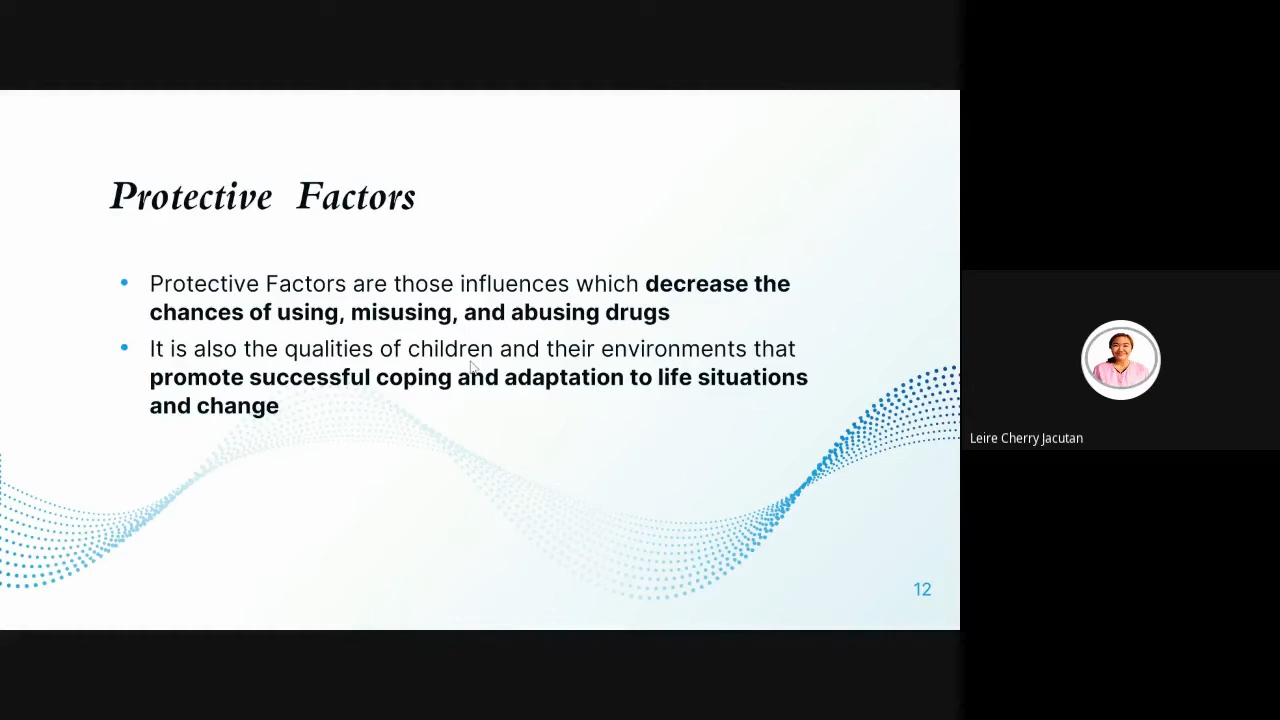 Protective Factors
• Protective Factors are those influences which decrease the
chances of using, misusing, and abusing drugs
• It is also the qualities of children and their environments that
promote successful coping and adaptation to life situations
and change
12
Leire Cherry Jacutan